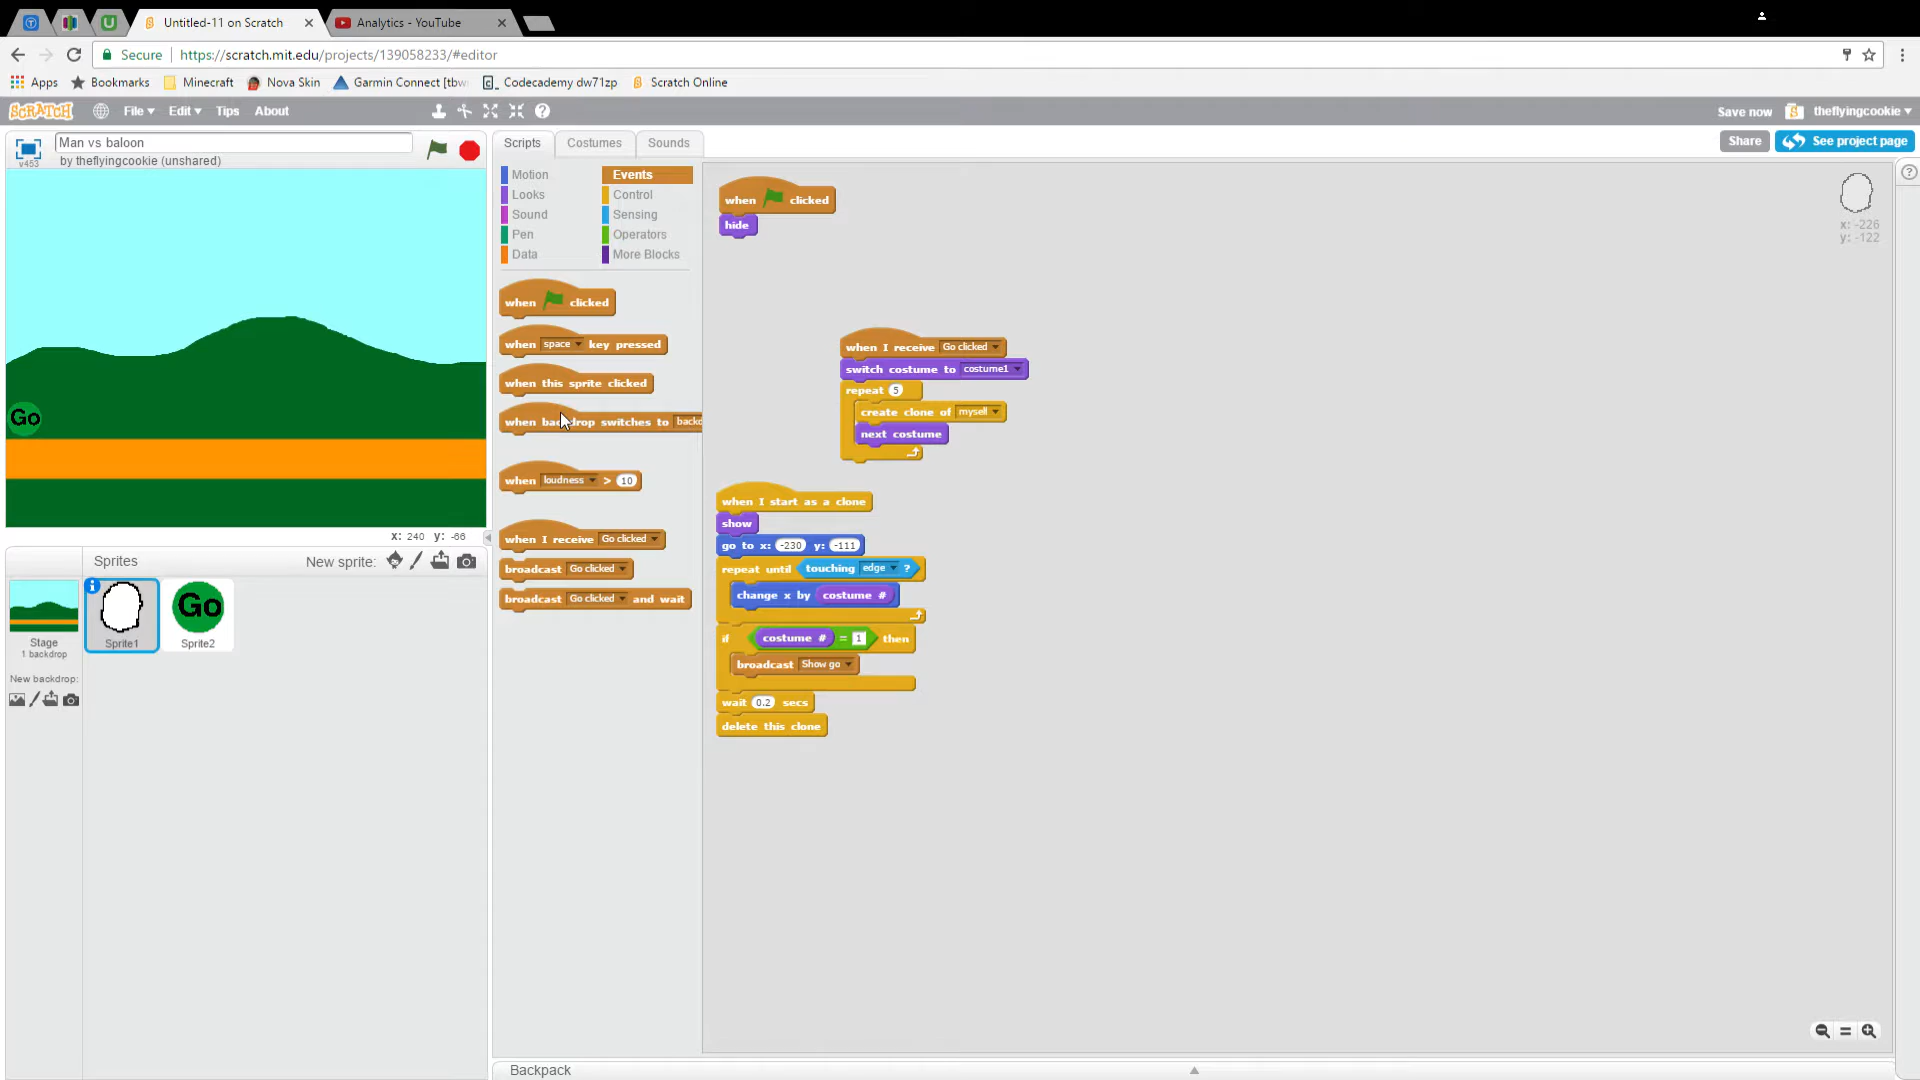 Untitled-11 on Scratch
Analytics - YouTube
Secure https://scratch.mit.edu/projects/139058233/#editor
Apps Bookmarks Minecraft Nova Skin Garmin Connect [tbw Codecademy dw71zp Scratch Online
SCRATCH File Edit Tips About Save now theflyingcookie
Man vs baloon
by theflyingcookie (unshared)
v453
Scripts Costumes Sounds Share See project page
Motion Events
Looks Control
Sound Sensing
Pen Operators
Data More Blocks
when clicked
when space key pressed
when this sprite clicked
when backdrop switches to backd
when loudness > 10
when I receive Go clicked
broadcast Go clicked
broadcast Go clicked and wait
when clicked
hide
when I receive Go clicked
switch costume to costume1
repeat 5
create clone of myself
next costume
when I start as a clone
show
go to x: -230 y: -111
repeat until touching edge ?
change x by costume #
if costume # = 1 then
broadcast Show go
wait 0.2 secs
delete this clone
x: -226
y: -122
Go
x: 240 y: -66
Sprites New sprite:
Stage
1 backdrop
New backdrop:
Sprite1
Go
Sprite2
Backpack